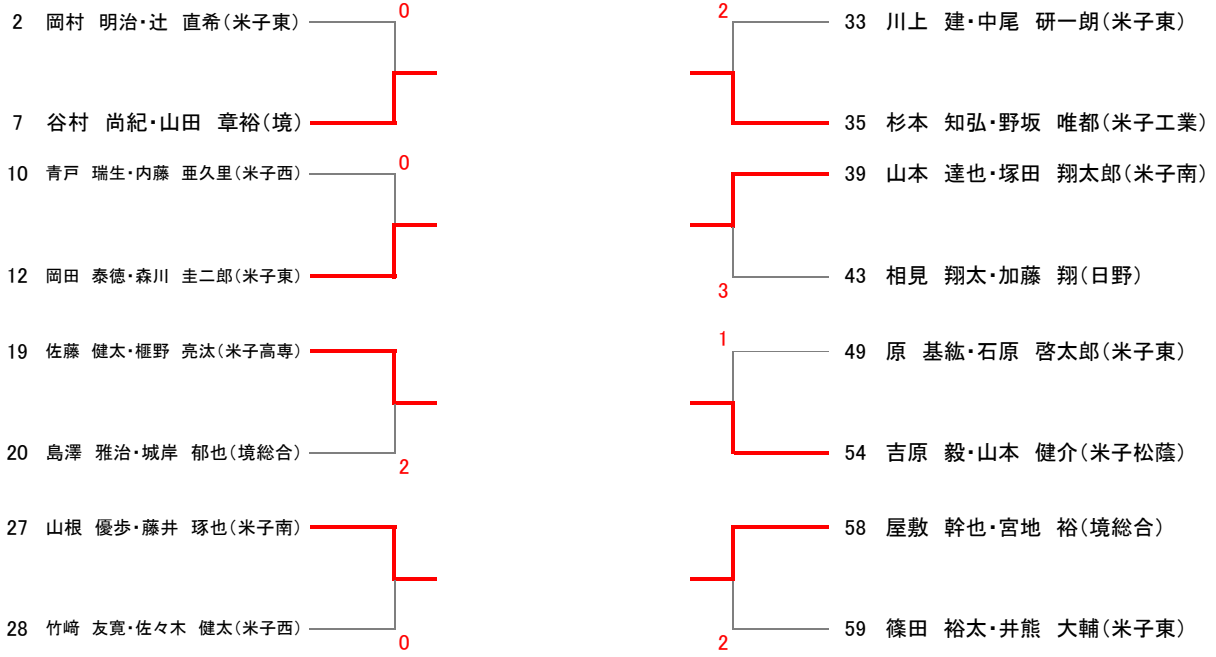 0
2 岡村 明治・辻 直希(米子東)
7 谷村 尚紀・山田 章裕(境)
0
10 青戸 瑞生・内藤 亜久里(米子西)
12 岡田 泰徳・森川 圭二郎(米子東)
19 佐藤 健太・榧野 亮汰(米子高専)
20 島澤 雅治・城岸 郁也(境総合)
2
27 山根 優歩・藤井 琢也(米子南)
28 竹﨑 友寛・佐々木 健太(米子西)
0
2
33 川上 建・中尾 研一朗(米子東)
35 杉本 知弘・野坂 唯都(米子工業)
39 山本 達也・塚田 翔太郎(米子南)
43 相見 翔太・加藤 翔(日野)
3
1
49 原 基紘・石原 啓太郎(米子東)
54 吉原 毅・山本 健介(米子松蔭)
58 屋敷 幹也・宮地 裕(境総合)
59 篠田 裕太・井熊 大輔(米子東)
2